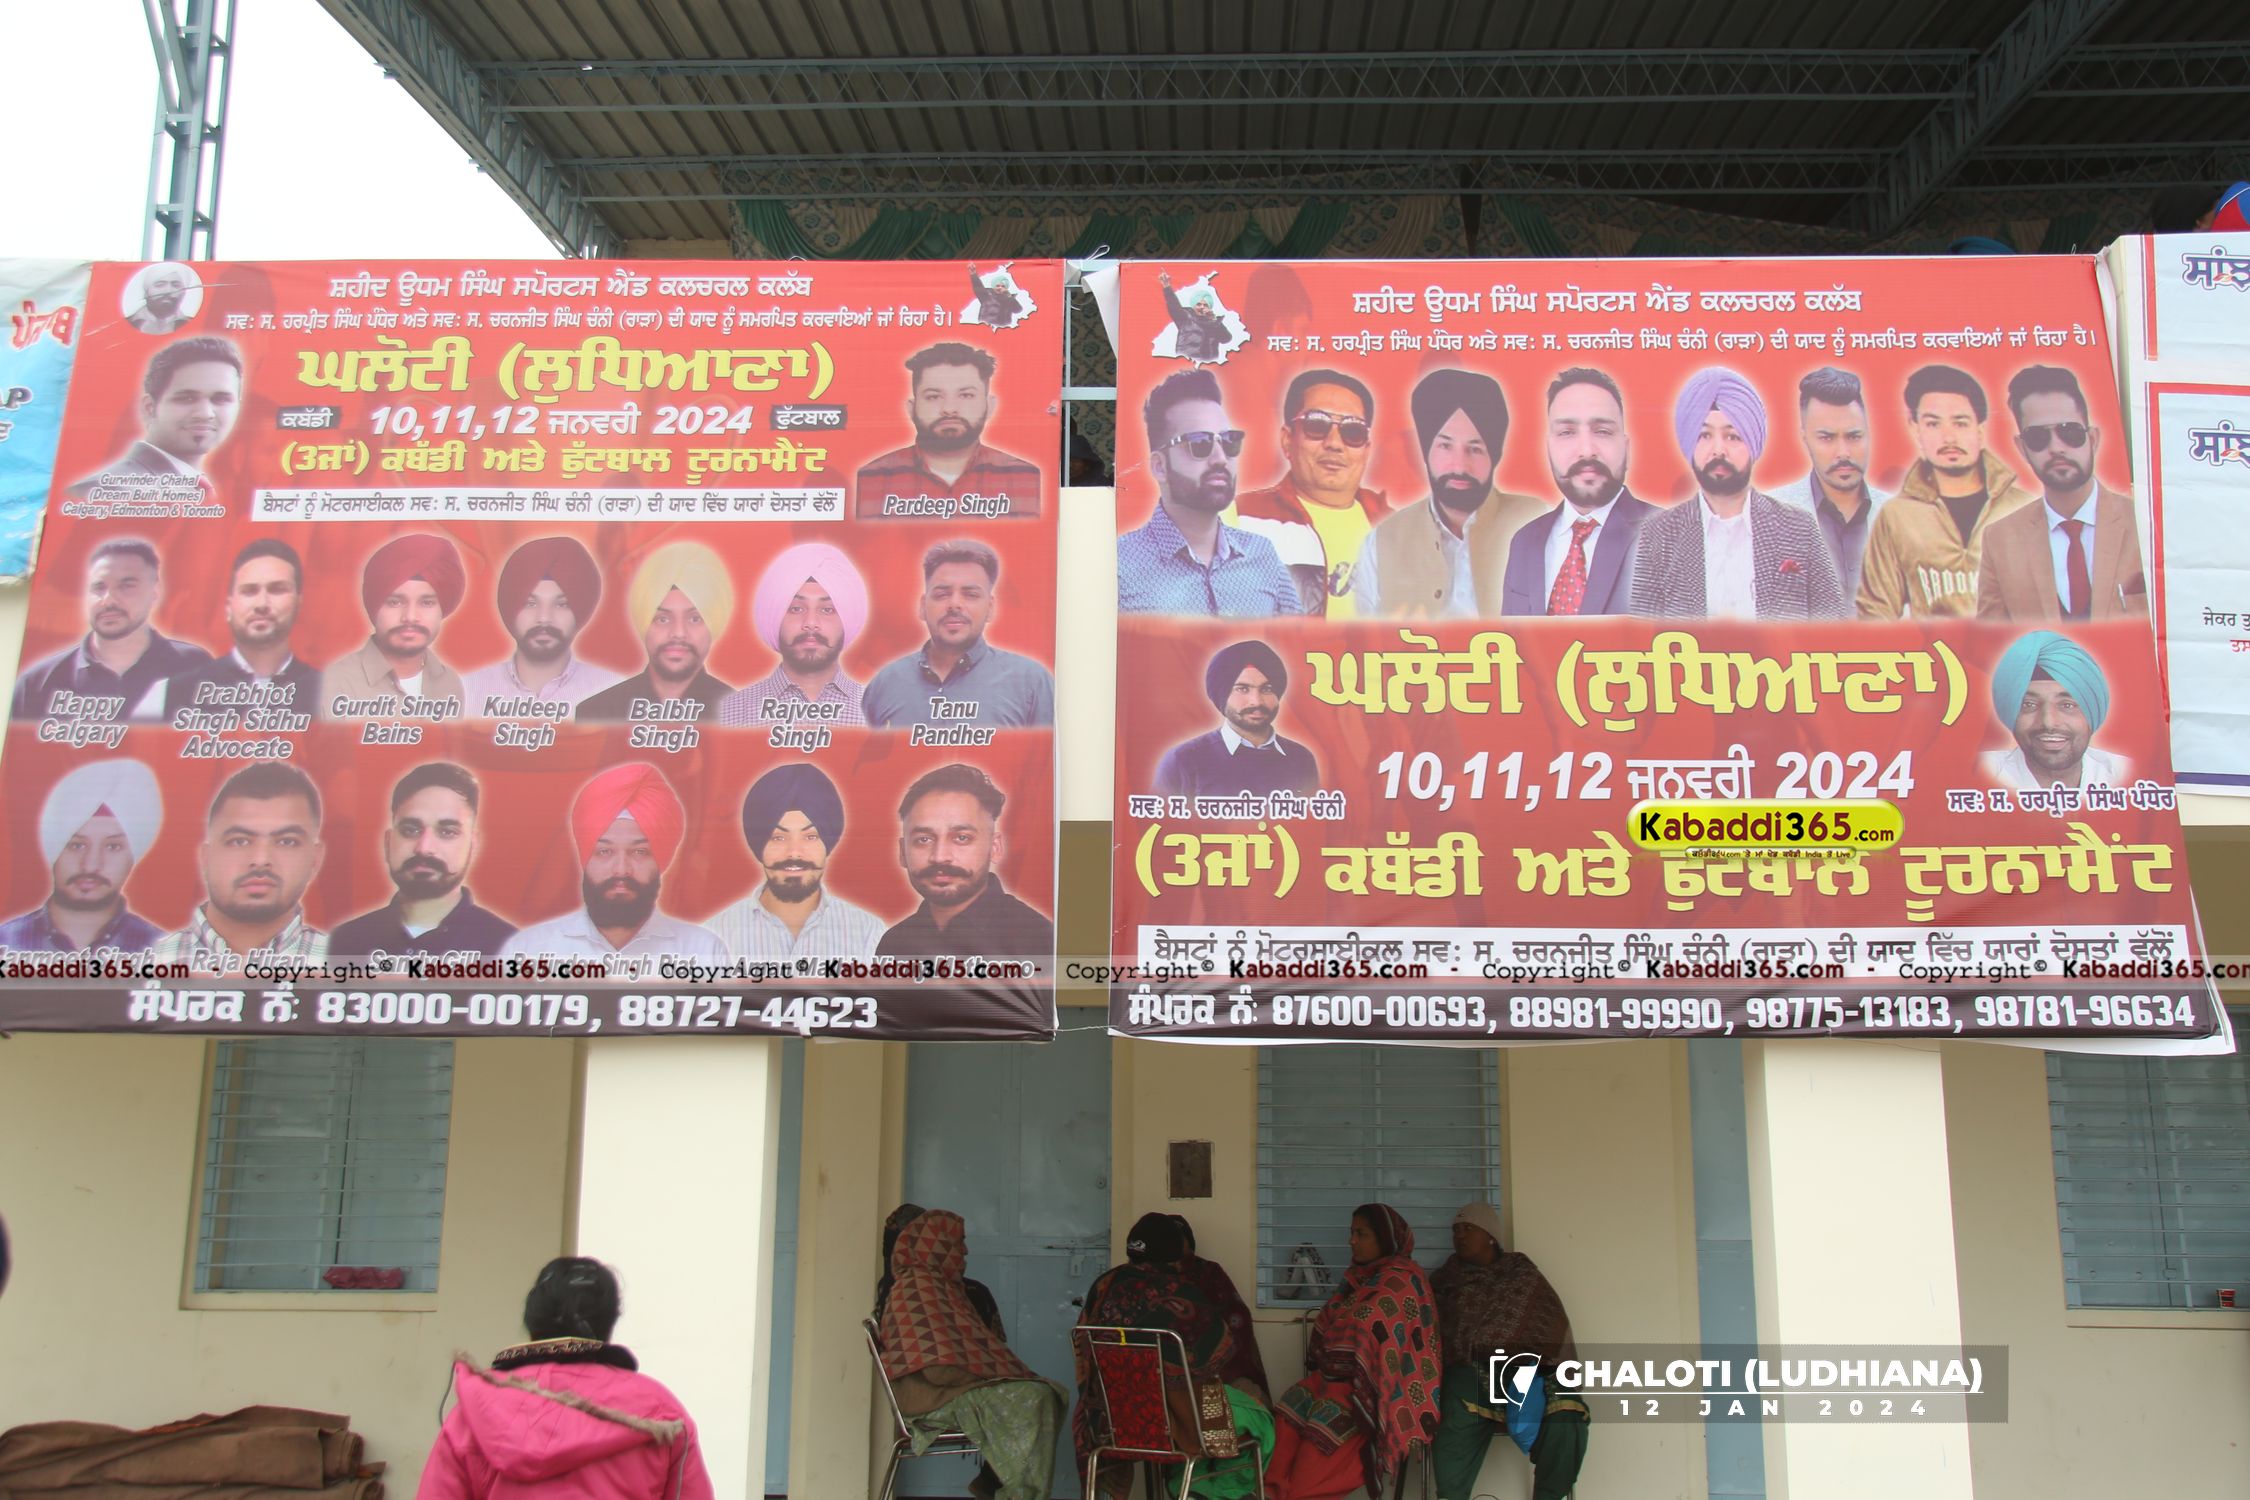 ਸ਼ਹੀਦ ਊਧਮ ਸਿੰਘ ਸਪੋਰਟਸ ਐਂਡ ਕਲਚਰਲ ਕਲੱਬ
ਸਵ: ਸ. ਹਰਪ੍ਰੀਤ ਸਿੰਘ ਪੰਧੇਰ ਅਤੇ ਸਵ: ਸ. ਚਰਨਜੀਤ ਸਿੰਘ ਚੰਨੀ (ਰਾੜਾ) ਦੀ ਯਾਦ ਨੂੰ ਸਮਰਪਿਤ ਕਰਵਾਇਆਂ ਜਾਂ ਰਿਹਾ ਹੈ।
ਘਲੋਟੀ (ਲੁਧਿਆਣਾ)
ਕਬੱਡੀ 10,11,12 ਜਨਵਰੀ 2024 ਫੁੱਟਬਾਲ
(3ਜਾਂ) ਕਬੱਡੀ ਅਤੇ ਫੁੱਟਬਾਲ ਟੂਰਨਾਮੈਂਟ
ਬੈਸਟਾਂ ਨੂੰ ਮੋਟਰਸਾਈਕਲ ਸਵ: ਸ. ਚਰਨਜੀਤ ਸਿੰਘ ਚੰਨੀ (ਰਾੜਾ) ਦੀ ਯਾਦ ਵਿੱਚ ਯਾਰਾਂ ਦੋਸਤਾਂ ਵੱਲੋਂ
Gurwinder Chahal
(Dream Built Homes)
Calgary, Edmonton & Toronto
Pardeep Singh
Happy
Calgary
Prabhjot
Singh Sidhu
Advocate
Gurdit Singh
Bains
Kuldeep
Singh
Balbir
Singh
Rajveer
Singh
Tanu
Pandher
Raja Hiran
ਸੰਪਰਕ ਨੰ: 83000-00179, 88727-44623
ਸ਼ਹੀਦ ਊਧਮ ਸਿੰਘ ਸਪੋਰਟਸ ਐਂਡ ਕਲਚਰਲ ਕਲੱਬ
ਸਵ: ਸ. ਹਰਪ੍ਰੀਤ ਸਿੰਘ ਪੰਧੇਰ ਅਤੇ ਸਵ: ਸ. ਚਰਨਜੀਤ ਸਿੰਘ ਚੰਨੀ (ਰਾੜਾ) ਦੀ ਯਾਦ ਨੂੰ ਸਮਰਪਿਤ ਕਰਵਾਇਆਂ ਜਾਂ ਰਿਹਾ ਹੈ।
ਘਲੋਟੀ (ਲੁਧਿਆਣਾ)
10,11,12 ਜਨਵਰੀ 2024
ਸਵ: ਸ. ਚਰਨਜੀਤ ਸਿੰਘ ਚੰਨੀ
ਸਵ: ਸ. ਹਰਪ੍ਰੀਤ ਸਿੰਘ ਪੰਧੇਰ
Kabaddi365.com
(3ਜਾਂ) ਕਬੱਡੀ ਅਤੇ ਫੁੱਟਬਾਲ ਟੂਰਨਾਮੈਂਟ
ਬੈਸਟਾਂ ਨੂੰ ਮੋਟਰਸਾਈਕਲ ਸਵ: ਸ. ਚਰਨਜੀਤ ਸਿੰਘ ਚੰਨੀ (ਰਾੜਾ) ਦੀ ਯਾਦ ਵਿੱਚ ਯਾਰਾਂ ਦੋਸਤਾਂ ਵੱਲੋਂ
Kabaddi365.com - Copyright© Kabaddi365.com - Copyright© Kabaddi365.com - Copyright© Kabaddi365.com - Copyright© Kabaddi365.com - Copyright© Kabaddi365.com
ਸੰਪਰਕ ਨੰ: 87600-00693, 88981-99990, 98775-13183, 98781-96634
ਜੇਕਰ
GHALOTI (LUDHIANA)
12 JAN 2024